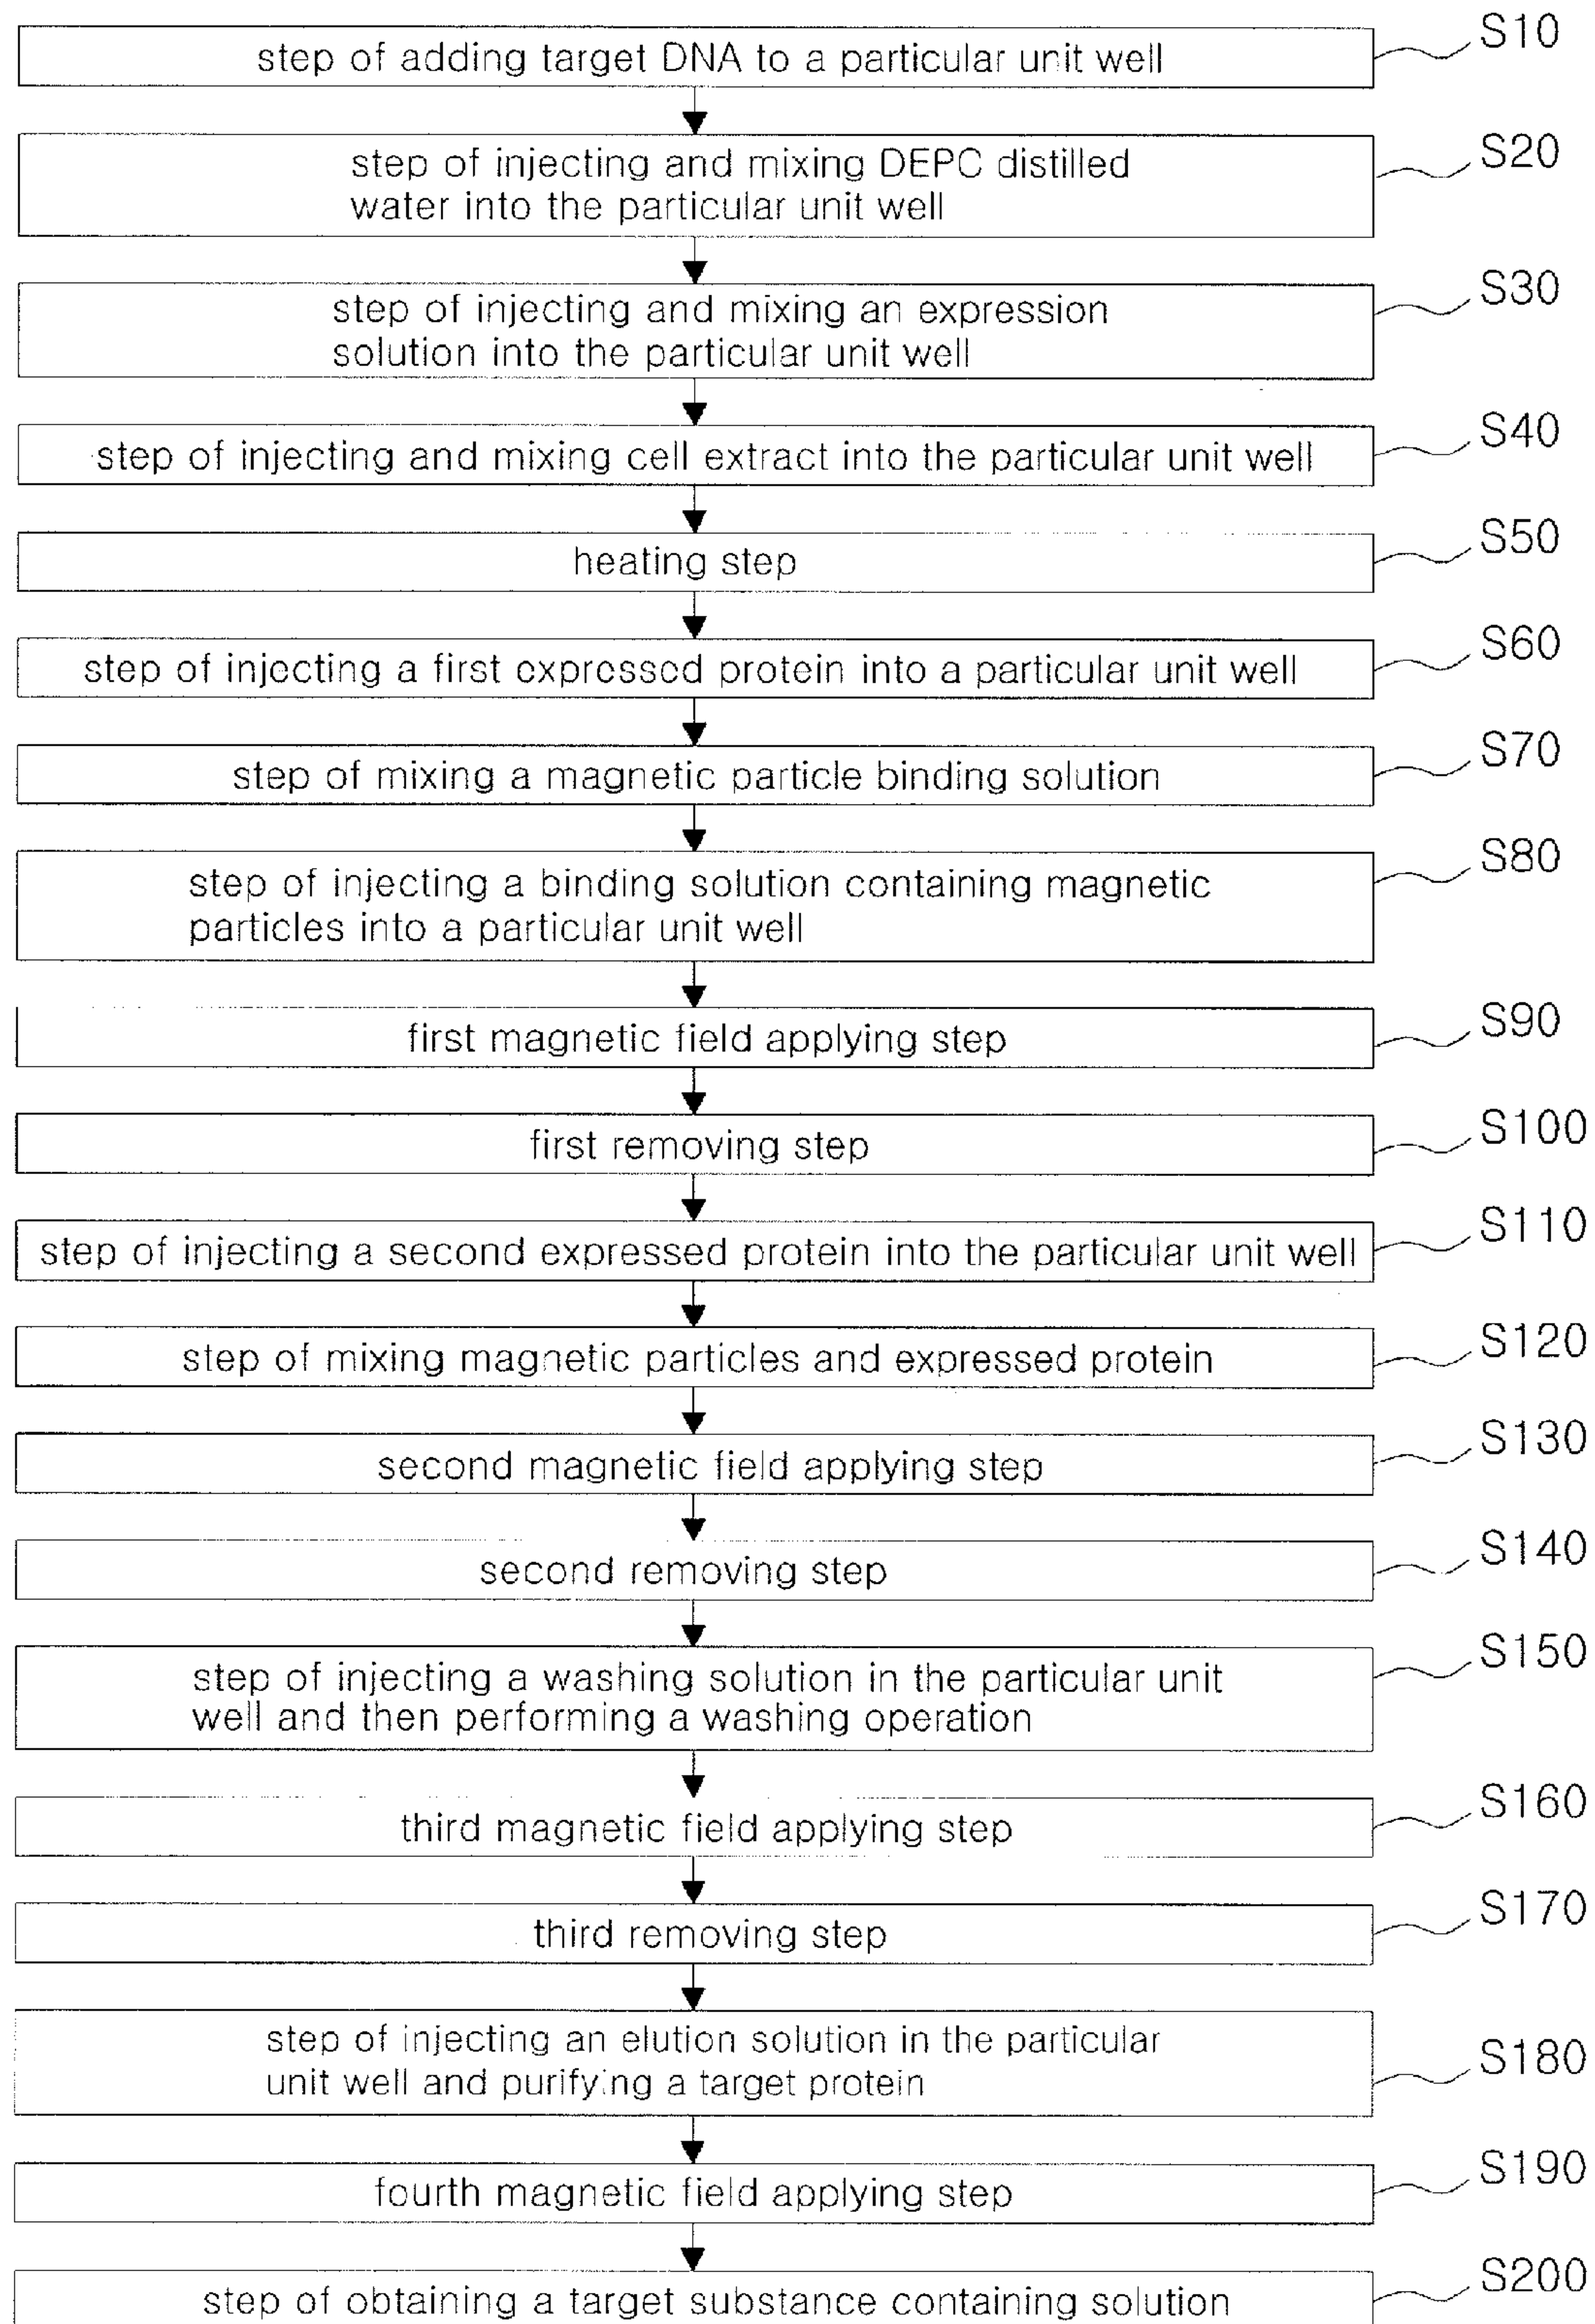 step of adding target DNA to a particular unit well
S10
step of injecting and mixing DEPC distilled
water into the particular unit well
S20
step of injecting and mixing an expression
solution into the particular unit well
S30
step of injecting and mixing cell extract into the particular unit well
S40
heating step
S50
step of injecting a first expressed protein into a particular unit well
S60
step of mixing a magnetic particle binding solution
S70
step of injecting a binding solution containing magnetic
particles into a particular unit well
S80
first magnetic field applying step
S90
first removing step
S100
step of injecting a second expressed protein into the particular unit well
S110
step of mixing magnetic particles and expressed protein
S120
second magnetic field applying step
S130
second removing step
S140
step of injecting a washing solution in the particular unit
well and then performing a washing operation
S150
third magnetic field applying step
S160
third removing step
S170
step of injecting an elution solution in the particular
unit well and purifying a target protein
S180
fourth magnetic field applying step
S190
step of obtaining a target substance containing solution
S200